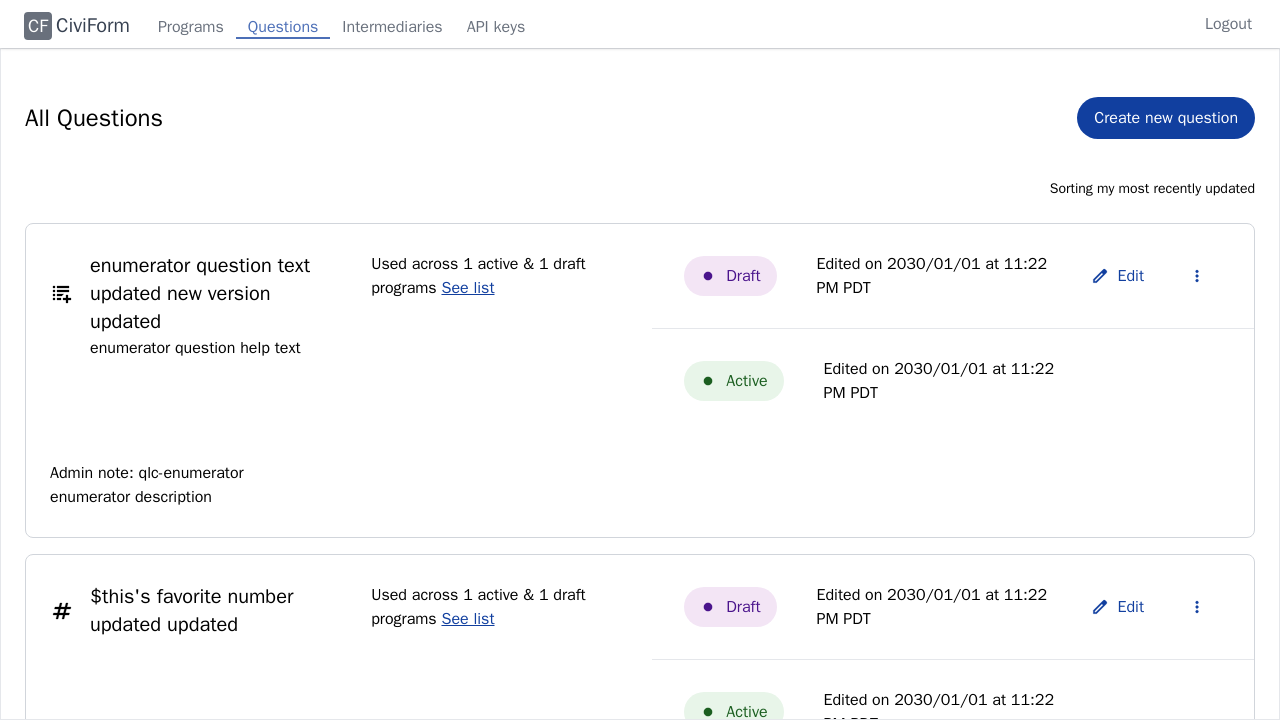 CF CiviForm Programs Questions Intermediaries API keys Logout
All Questions
Create new question
Sorting my most recently updated
enumerator question text
updated new version
updated
enumerator question help text
Used across 1 active & 1 draft
programs See list
Draft
Edited on 2030/01/01 at 11:22
PM PDT
Edit
Active
Edited on 2030/01/01 at 11:22
PM PDT
Admin note: qlc-enumerator
enumerator description
$this's favorite number
updated updated
Used across 1 active & 1 draft
programs See list
Draft
Edited on 2030/01/01 at 11:22
PM PDT
Edit
Active
Edited on 2030/01/01 at 11:22